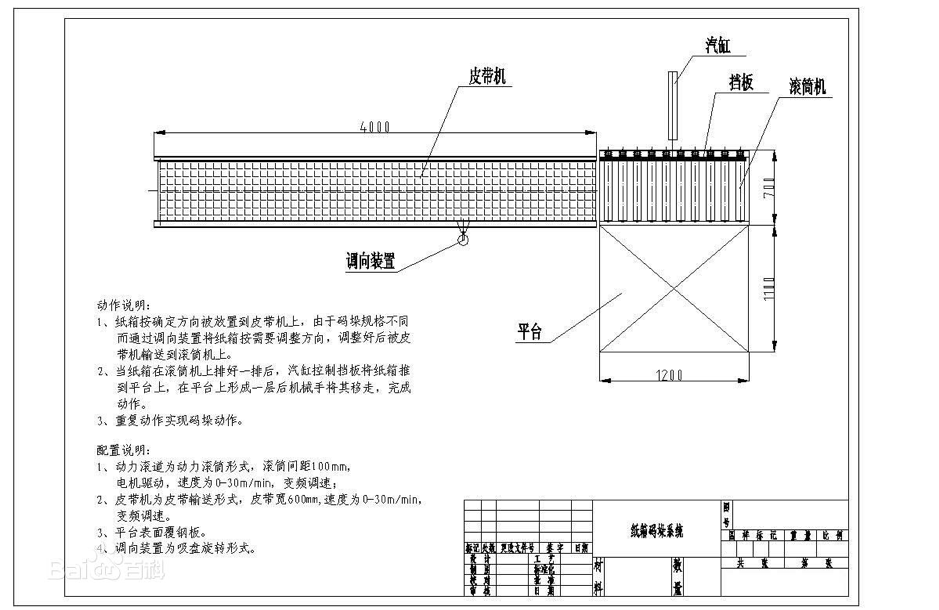 汽缸
皮带机
挡板
滚筒机
4000
700
调向装置
1100
平台
1200
动作说明:
1、纸箱按确定方向被放置到皮带机上，由于码垛规格不同
而通过调向装置将纸箱按需要调整方向，调整好后被皮
带机输送到滚筒机上。
2、当纸箱在滚筒机上排好一排后，汽缸控制挡板将纸箱推
到平台上，在平台上形成一层后机械手将其移走，完成
动作。
3、重复动作实现码垛动作。
配置说明:
1、动力滚道为动力滚筒形式，滚筒间距100mm,
电机驱动，速度为0-30m/min，变频调速；
2、皮带机为皮带输送形式，皮带宽600mm,速度为0-30m/min,
变频调速。
3、平台表面覆钢板。
4、调向装置为吸盘旋转形式。
Baidu百科
纸箱码垛系统
图号
标记 处数 更改文件号 签字 日期
图样标记 重量 比例
设计 工艺
制图 标准化
校对 批准
审核 日期
材料
数量
共 张 第 张